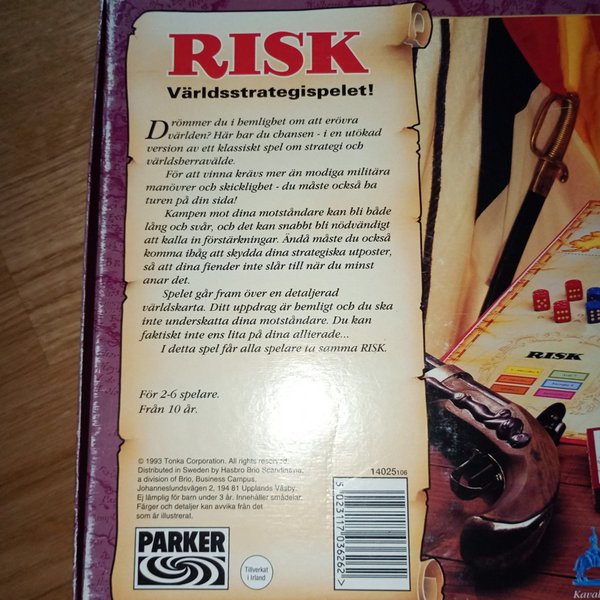 RISK
Världsstrategispelet!
Drömmer du i hemlighet om att erövra
världen? Här har du chansen - i en utökad
version av ett klassiskt spel om strategi och
världsherravälde.
För att vinna krävs mer än modiga militära
manövrer och skicklighet - du måste också ha
turen på din sida!
Kampen mot dina motståndare kan bli både
lång och svår, och det kan snabbt bli nödvändigt
att kalla in förstärkningar. Ändå måste du också
komma ihåg att skydda dina strategiska utposter,
så att dina fiender inte slår till när du minst
anar det.
Spelet går fram över en detaljerad
världskarta. Ditt uppdrag är hemligt och du ska
inte underskatta dina motståndare. Du kan
faktiskt inte ens lita på dina allierade...
I detta spel får alla spelare ta samma RISK.
För 2-6 spelare.
Från 10 år.
© 1993 Tonka Corporation. All rights reserved.
Distributed in Sweden by Hasbro Brio Scandinavia,
a division of Brio, Business Campus.
Johanneslundsvägen 2, 194 81 Upplands Väsby.
Ej lämplig för barn under 3 år. Innehåller smådelar.
Färger och detaljer kan avvika från det
som är illustrerat.
14025106
5 023117 036262 >
PARKER
Tillverkat
i Irland
RISK